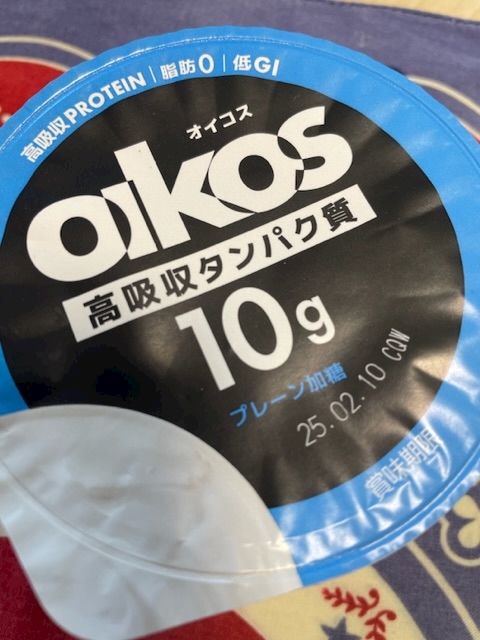 高吸収PROTEIN | 脂肪0 | 低GI
オイコス
oikos
高吸収タンパク質
10g
プレーン加糖
25.02.10 CQW
賞味期限